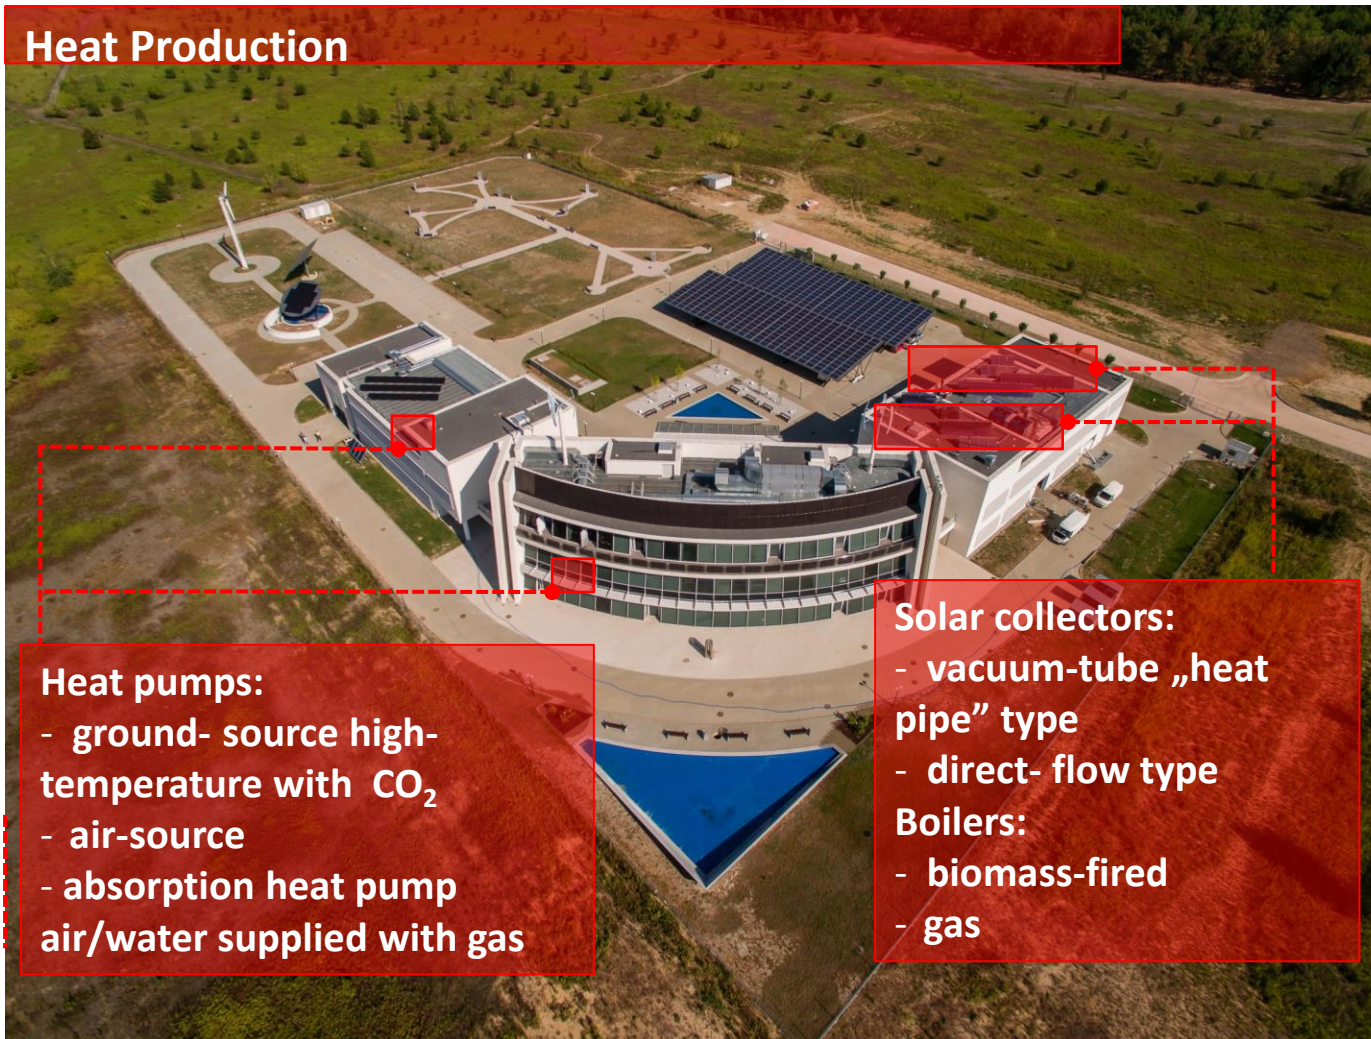 Heat Production
Heat pumps:
- ground- source high-
temperature with CO₂
- air-source
- absorption heat pump
air/water supplied with gas
Solar collectors:
- vacuum-tube „heat
pipe” type
- direct- flow type
Boilers:
- biomass-fired
- gas